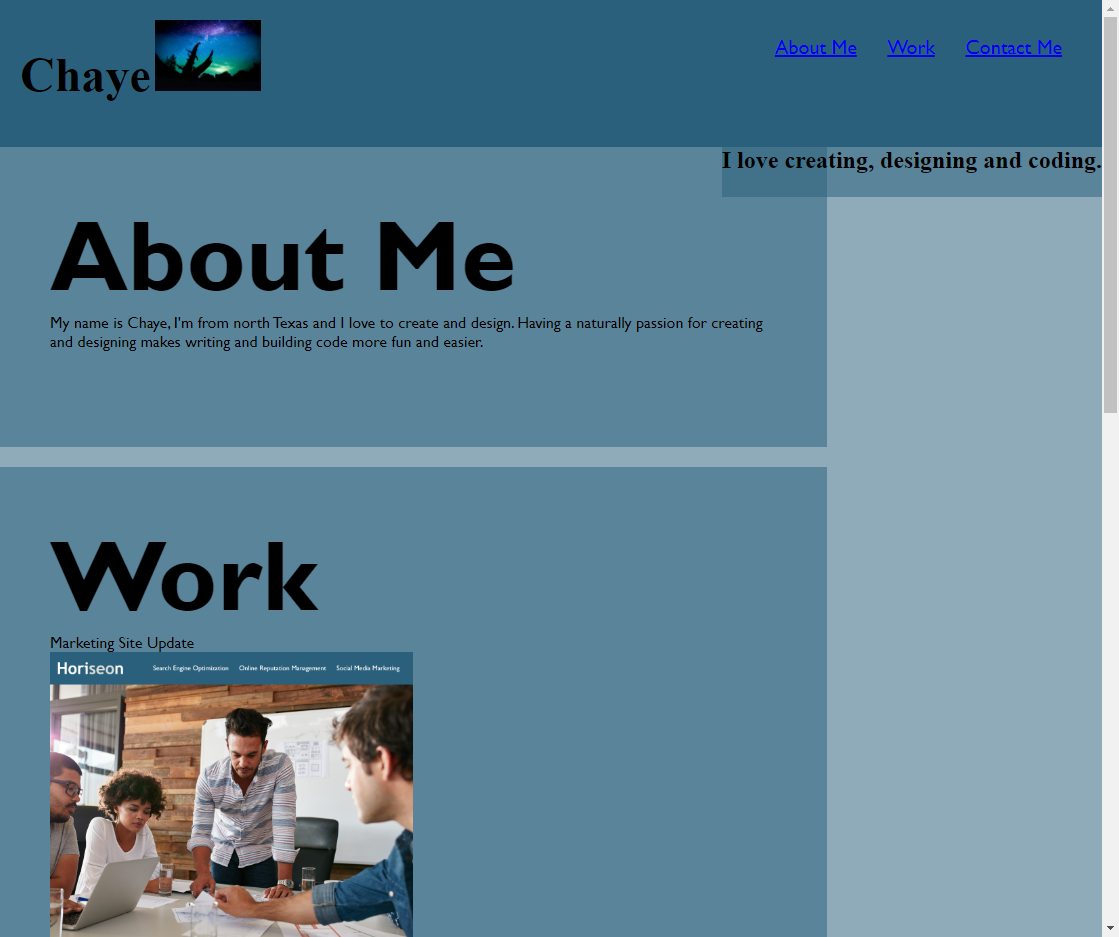 Chaye
About Me Work Contact Me
I love creating, designing and coding.
About Me
My name is Chaye, I'm from north Texas and I love to create and design. Having a naturally passion for creating
and designing makes writing and building code more fun and easier.
Work
Marketing Site Update
Horiseon Search Engine Optimization Online Reputation Management Social Media Marketing